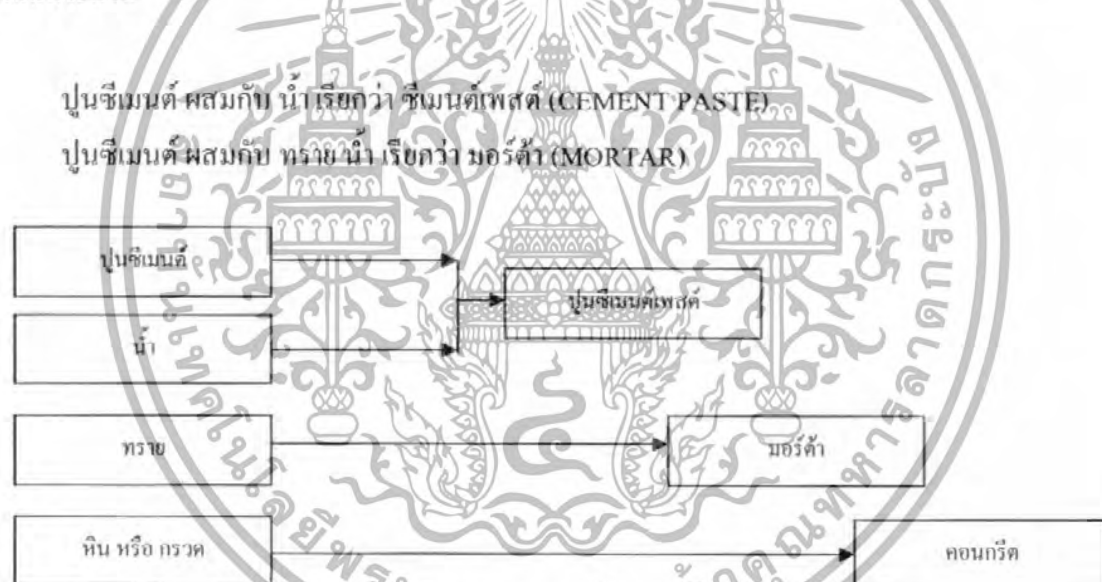 ปูนซีเมนต์ ผสมกับ น้ำ เรียกว่า ซีเมนต์เพสต์ (CEMENT PASTE)
ปูนซีเมนต์ ผสมกับ ทราย น้ำ เรียกว่า มอร์ต้า (MORTAR)
ปูนซีเมนต์
ปูนซีเมนต์เพสต์
น้ำ
ทราย
มอร์ต้า
หิน หรือ กรวด
คอนกรีต